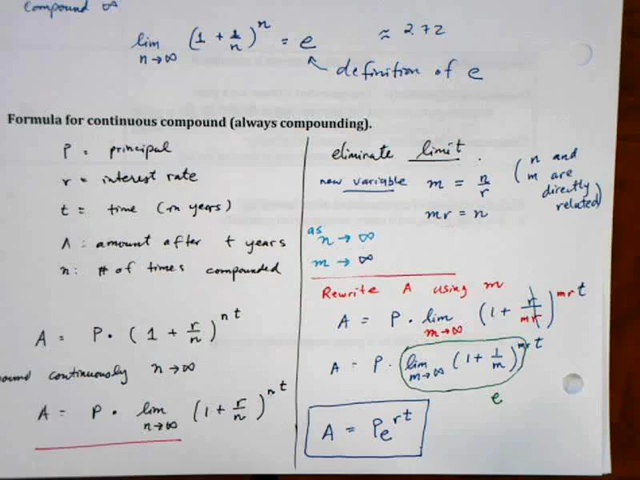 Compound ∞
lim n→∞ (1 + 1/n)^n = e ≈ 2.72
definition of e
Formula for continuous compound (always compounding).
P = principal
r = interest rate
t = time (in years)
A: amount after t years
n: # of times compounded
A = P · (1 + r/n)^nt
ound continuously n → ∞
A = P · lim n→∞ (1 + r/n)^nt
eliminate limit.
new variable m = n/r (n and m are directly related)
mr = n
as n → ∞
m → ∞
Rewrite A using m
A = P · lim m→∞ (1 + r/mr)^mrt
A = P · lim m→∞ (1 + 1/m)^mrt
e
A = Pe^rt